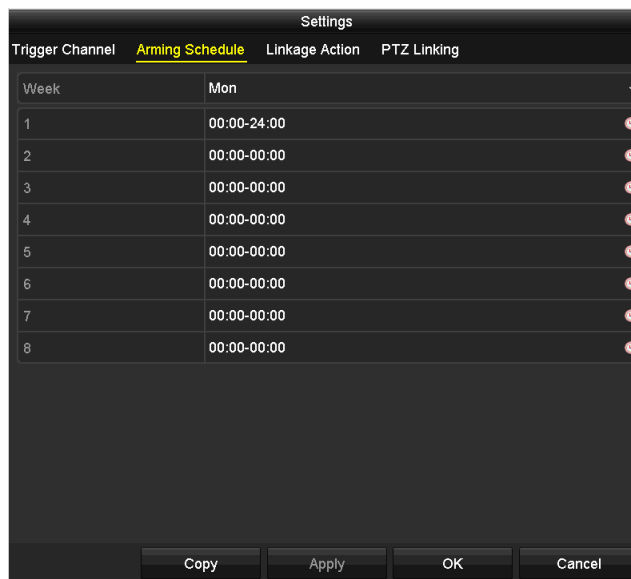 Settings
Trigger Channel Arming Schedule Linkage Action PTZ Linking
Week Mon
1 00:00-24:00
2 00:00-00:00
3 00:00-00:00
4 00:00-00:00
5 00:00-00:00
6 00:00-00:00
7 00:00-00:00
8 00:00-00:00
Copy Apply OK Cancel